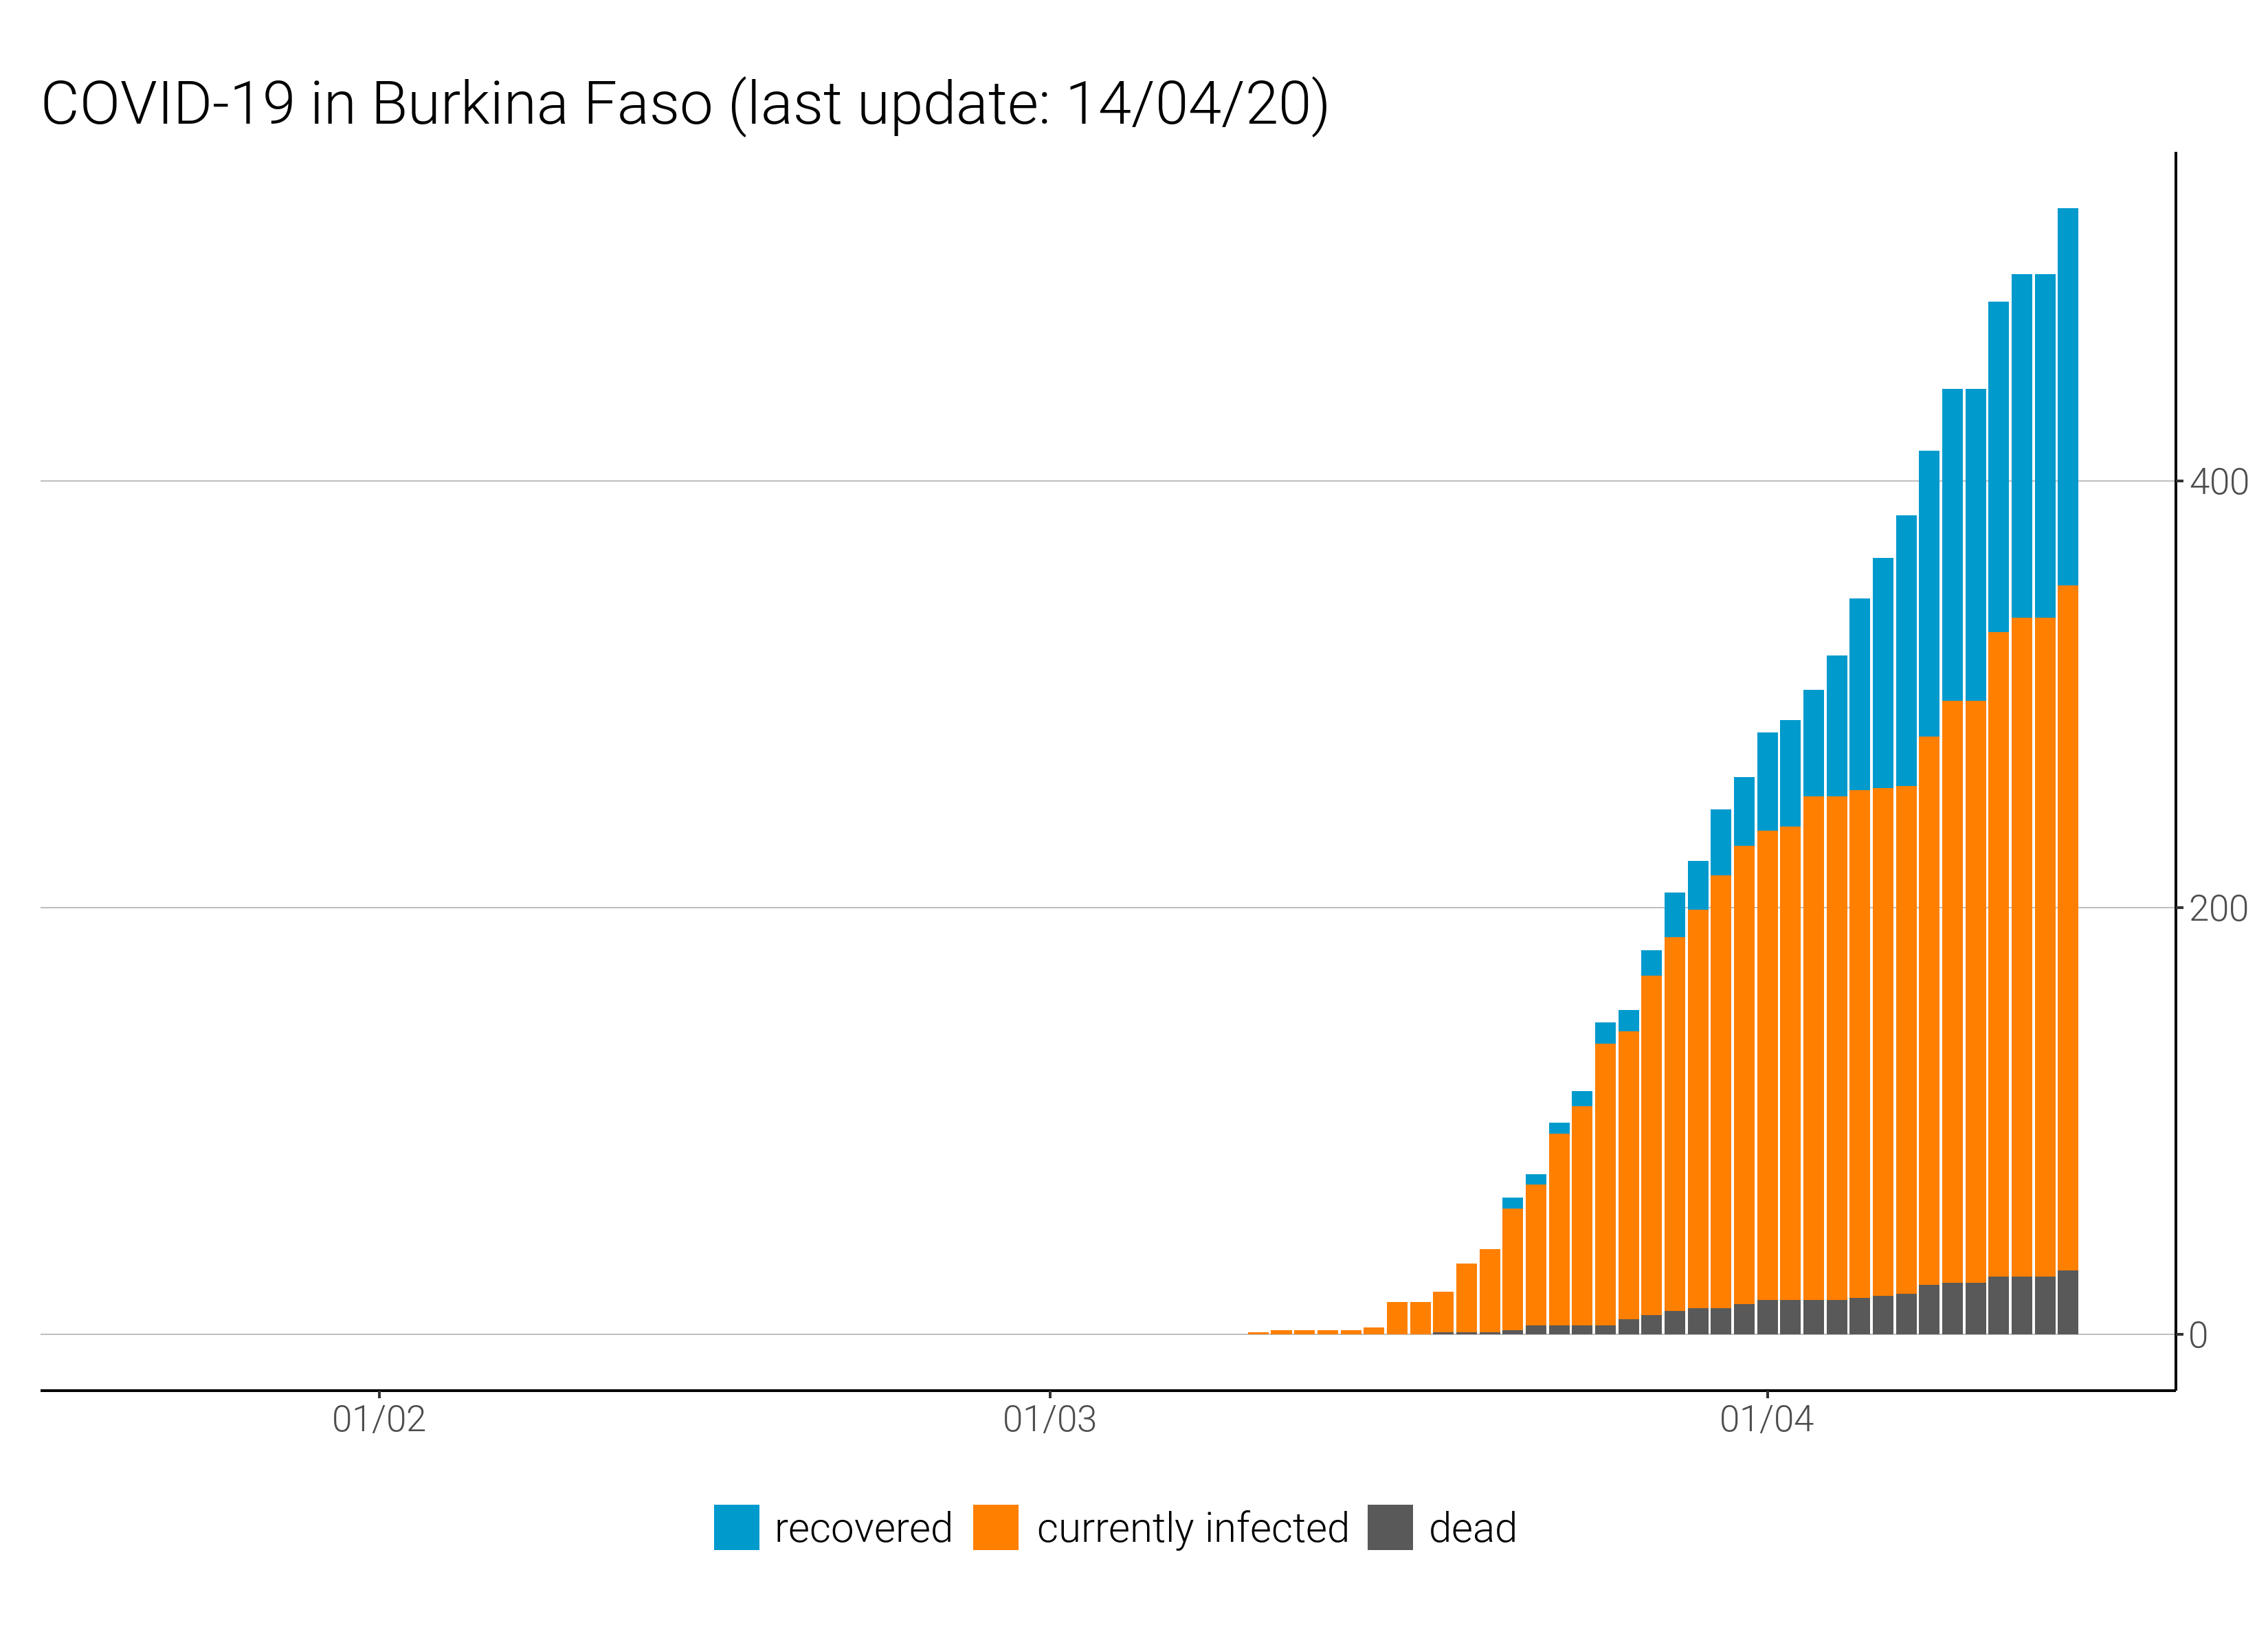 COVID-19 in Burkina Faso (last update: 14/04/20)
400
200
0
01/02 01/03 01/04
recovered currently infected dead